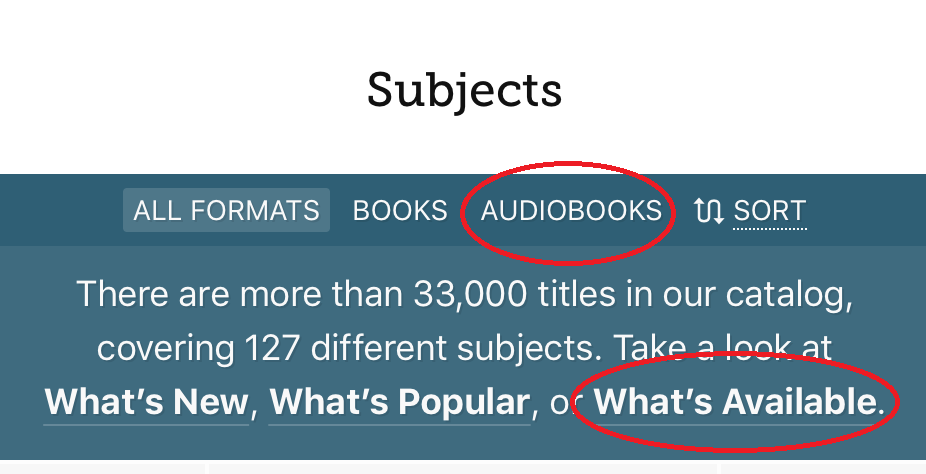 Subjects
ALL FORMATS BOOKS AUDIOBOOKS SORT
There are more than 33,000 titles in our catalog,
covering 127 different subjects. Take a look at
What's New, What's Popular, or What's Available.